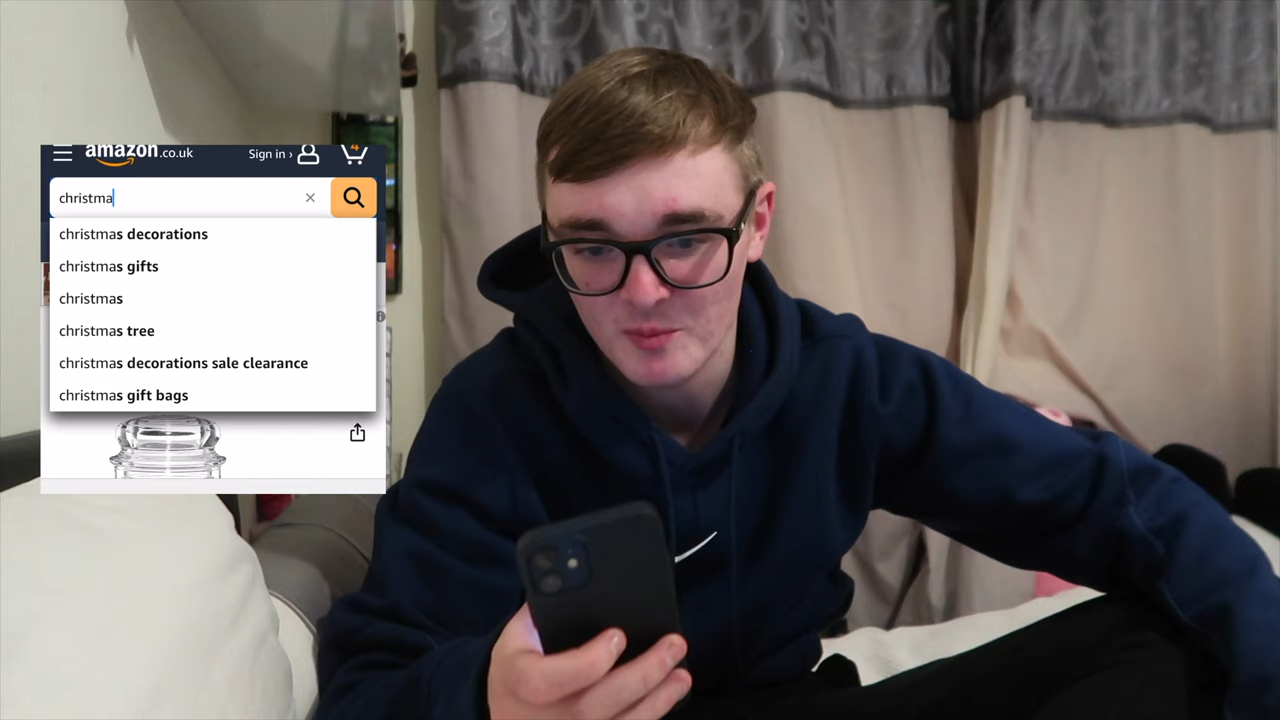 amazon.co.uk
Sign in ›
4
christma
christmas decorations
christmas gifts
christmas
christmas tree
christmas decorations sale clearance
christmas gift bags